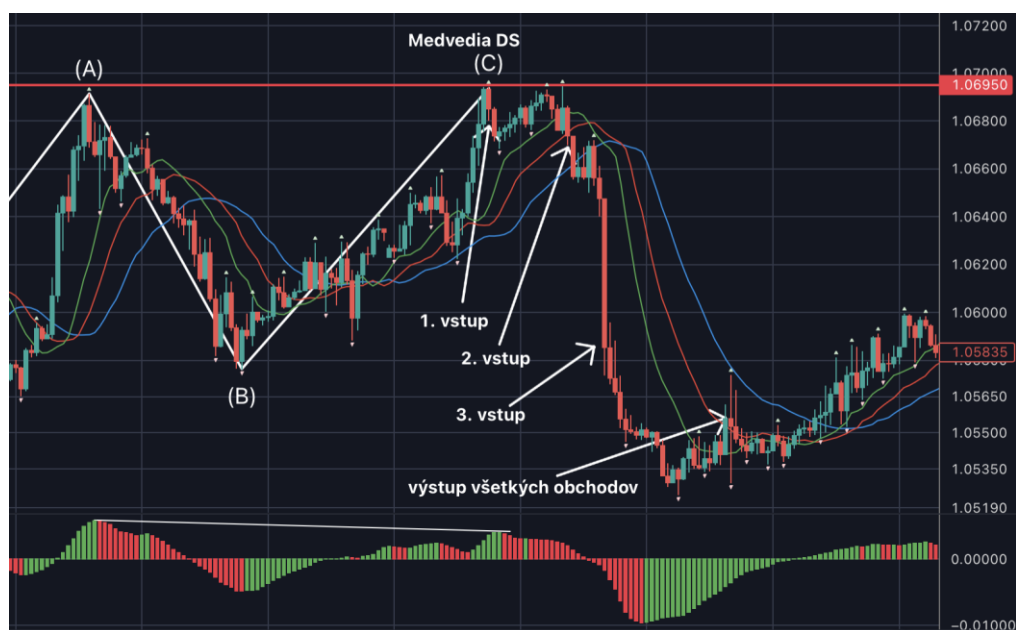 1.07200
Medvedia DS
(A)
(C)
1.07000
1.06950
1.06800
1.06600
1.06400
1.06200
1. vstup
1.06000
2. vstup
1.05835
(B)
3. vstup
1.05650
1.05500
1.05350
výstup všetkých obchodov
1.05190
0.00000
−0.01000